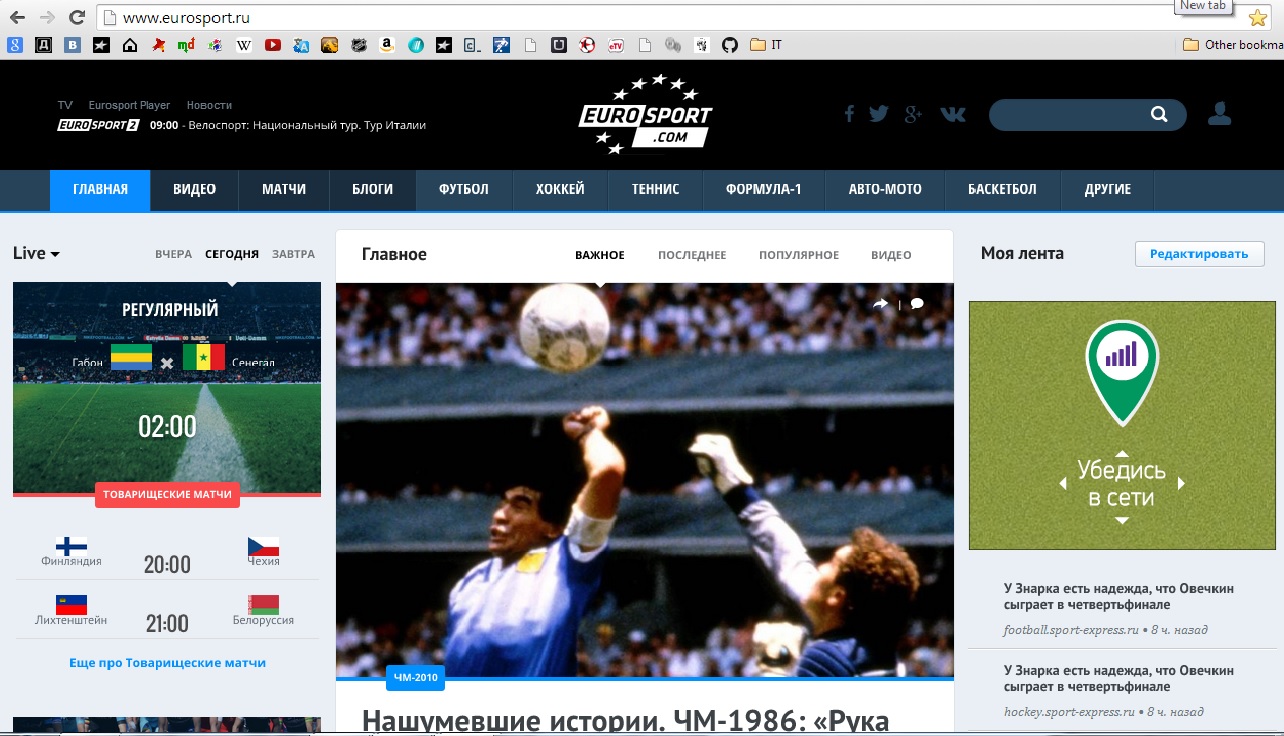 New tab
www.eurosport.ru
IT
Other bookma
TV Eurosport Player Новости
EUROSPORT 2 09:00 - Велоспорт: Национальный тур. Тур Италии
EUROSPORT
.COM
ГЛАВНАЯ ВИДЕО МАТЧИ БЛОГИ ФУТБОЛ ХОККЕЙ ТЕННИС ФОРМУЛА-1 АВТО-МОТО БАСКЕТБОЛ ДРУГИЕ
Live ВЧЕРА СЕГОДНЯ ЗАВТРА
РЕГУЛЯРНЫЙ
Габон Сенегал
02:00
ТОВАРИЩЕСКИЕ МАТЧИ
Финляндия 20:00 Чехия
Лихтенштейн 21:00 Белоруссия
Еще про Товарищеские матчи
Главное ВАЖНОЕ ПОСЛЕДНЕЕ ПОПУЛЯРНОЕ ВИДЕО
ЧМ-2010
Нашумевшие истории. ЧМ-1986: «Рука
Моя лента Редактировать
Убедись
в сети
У Знарка есть надежда, что Овечкин
сыграет в четвертьфинале
football.sport-express.ru • 8 ч. назад
У Знарка есть надежда, что Овечкин
сыграет в четвертьфинале
hockey.sport-express.ru • 8 ч. назад